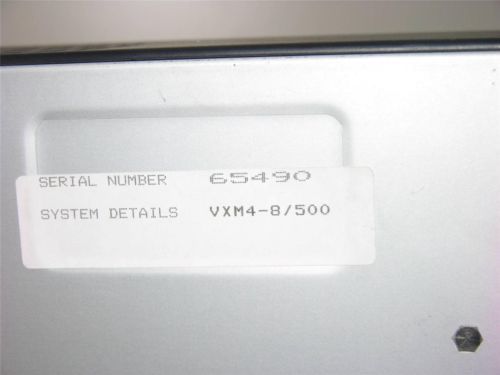 SERIAL NUMBER 65490
SYSTEM DETAILS VXM4-8/500